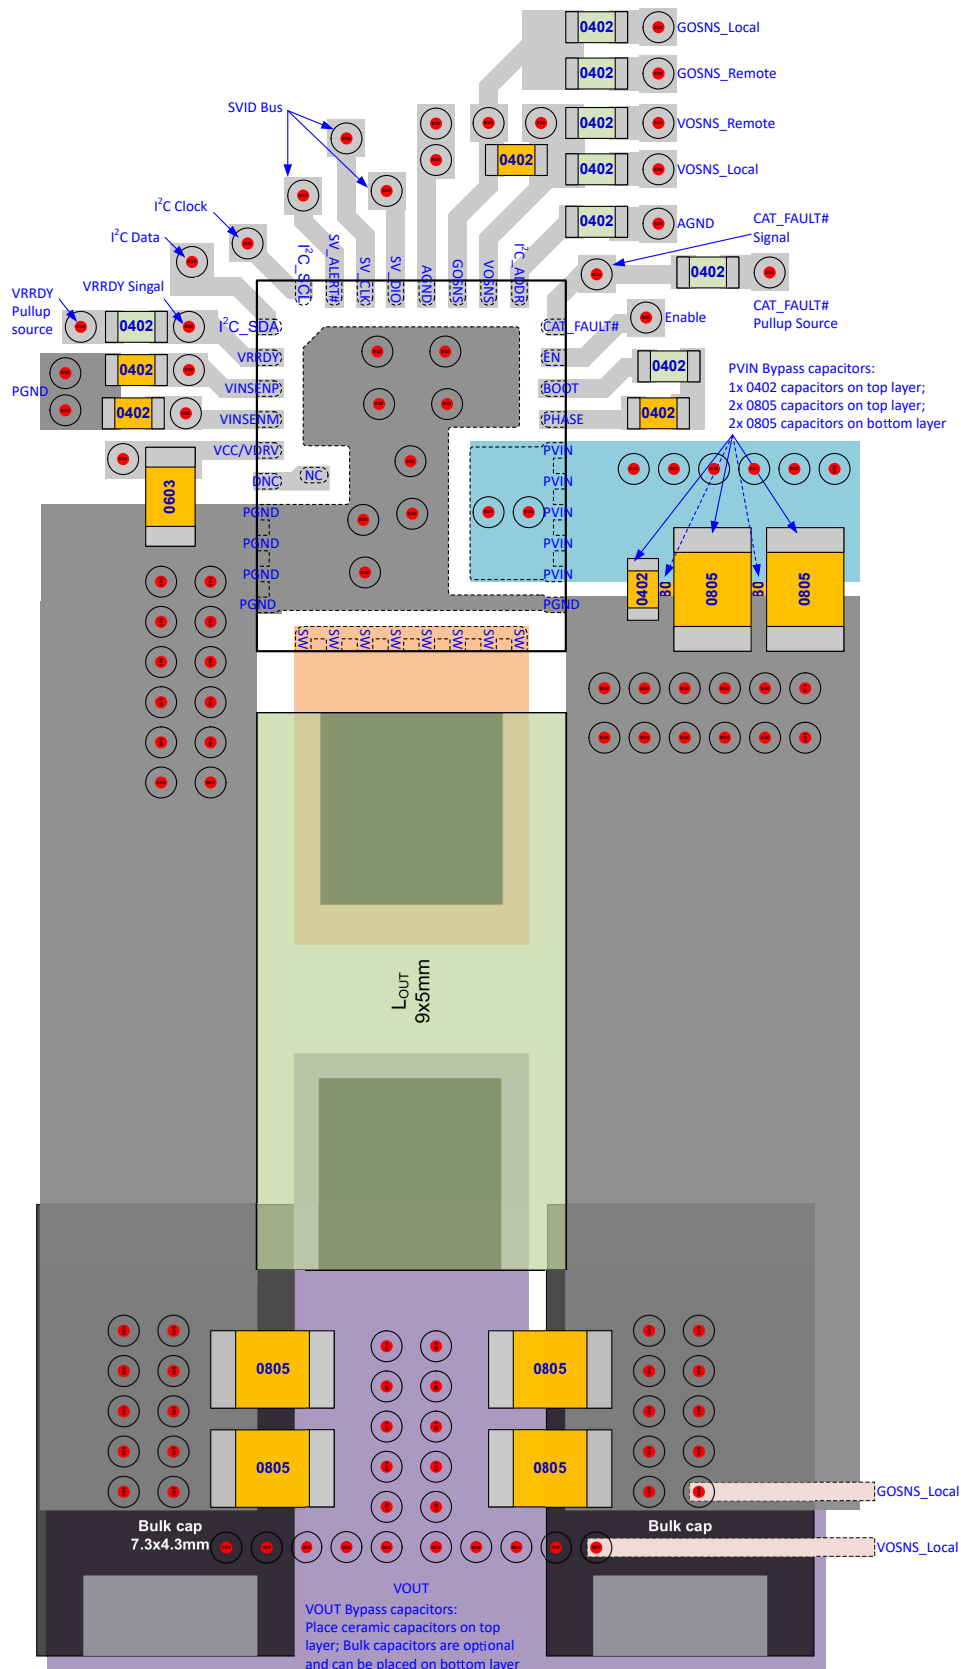 0402
GOSNS_Local
0402
GOSNS_Remote
SVID Bus
0402
VOSNS_Remote
0402
0402
VOSNS_Local
I²C Clock
I²C Data
0402
AGND
CAT_FAULT#
Signal
0402
CAT_FAULT#
Pullup Source
VRRDY
Pullup
source
VRRDY Singal
0402
I²C_SCL
SV_ALERT#
SV_CLK
SV_DIO
AGND
GOSNS
VOSNS
I²C_ADDR
Enable
I²C_SDA
VRRDY
VINSENP
VINSENM
VCC/VDRV
DNC
NC
PGND
PGND
PGND
PGND
CAT_FAULT#
EN
BOOT
PHASE
PVIN
PVIN
PVIN
PVIN
PVIN
PGND
PGND
0402
0402
0603
0402
0402
PVIN Bypass capacitors:
1x 0402 capacitors on top layer;
2x 0805 capacitors on top layer;
2x 0805 capacitors on bottom layer
0402
80
0805
80
0805
SW
SW
SW
SW
SW
SW
SW
SW
L_OUT
9x5mm
0805
0805
0805
0805
GOSNS_Local
Bulk cap
7.3x4.3mm
Bulk cap
VOSNS_Local
VOUT
VOUT Bypass capacitors:
Place ceramic capacitors on top
layer; Bulk capacitors are optional
and can be placed on bottom layer